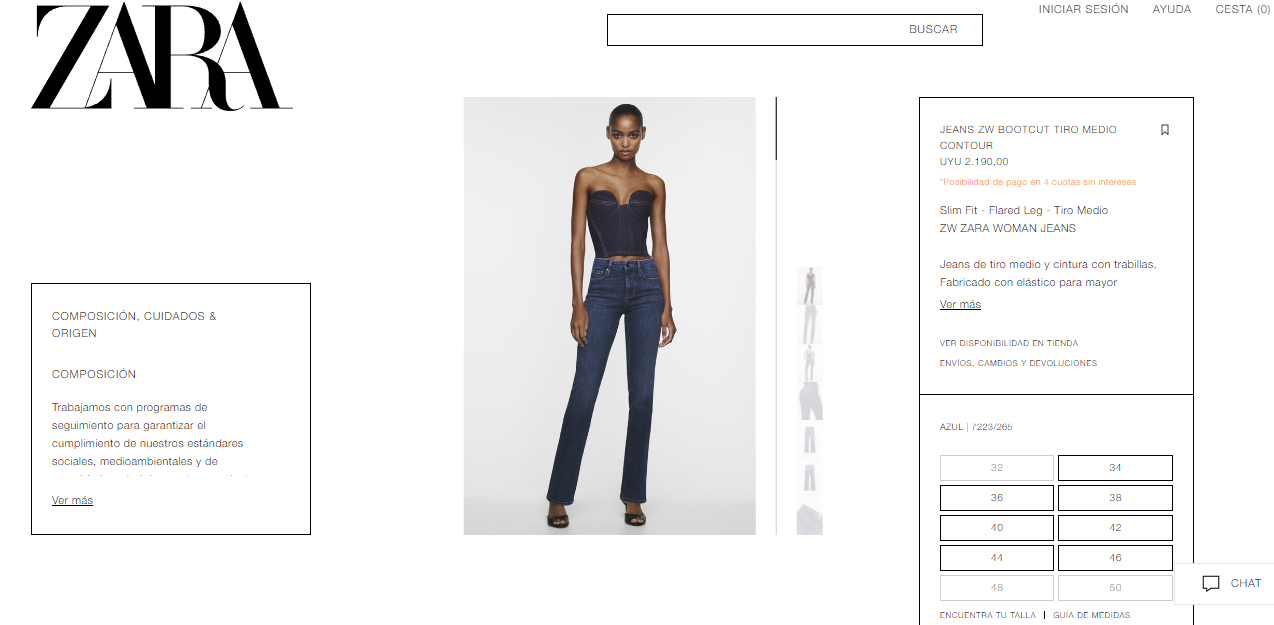 ZARA
BUSCAR
INICIAR SESIÓN
AYUDA
CESTA (0)
COMPOSICIÓN, CUIDADOS &
ORIGEN
COMPOSICIÓN
Trabajamos con programas de
seguimiento para garantizar el
cumplimiento de nuestros estándares
sociales, medioambientales y de
Ver más
JEANS ZW BOOTCUT TIRO MEDIO
CONTOUR
UYU 2.190,00
*Posibilidad de pago en 4 cuotas sin intereses
Slim Fit - Flared Leg - Tiro Medio
ZW ZARA WOMAN JEANS
Jeans de tiro medio y cintura con trabillas.
Fabricado con elástico para mayor
Ver más
VER DISPONIBILIDAD EN TIENDA
ENVÍOS, CAMBIOS Y DEVOLUCIONES
AZUL | 7223/265
32
34
36
38
40
42
44
46
48
50
ENCUENTRA TU TALLA | GUÍA DE MEDIDAS
CHAT